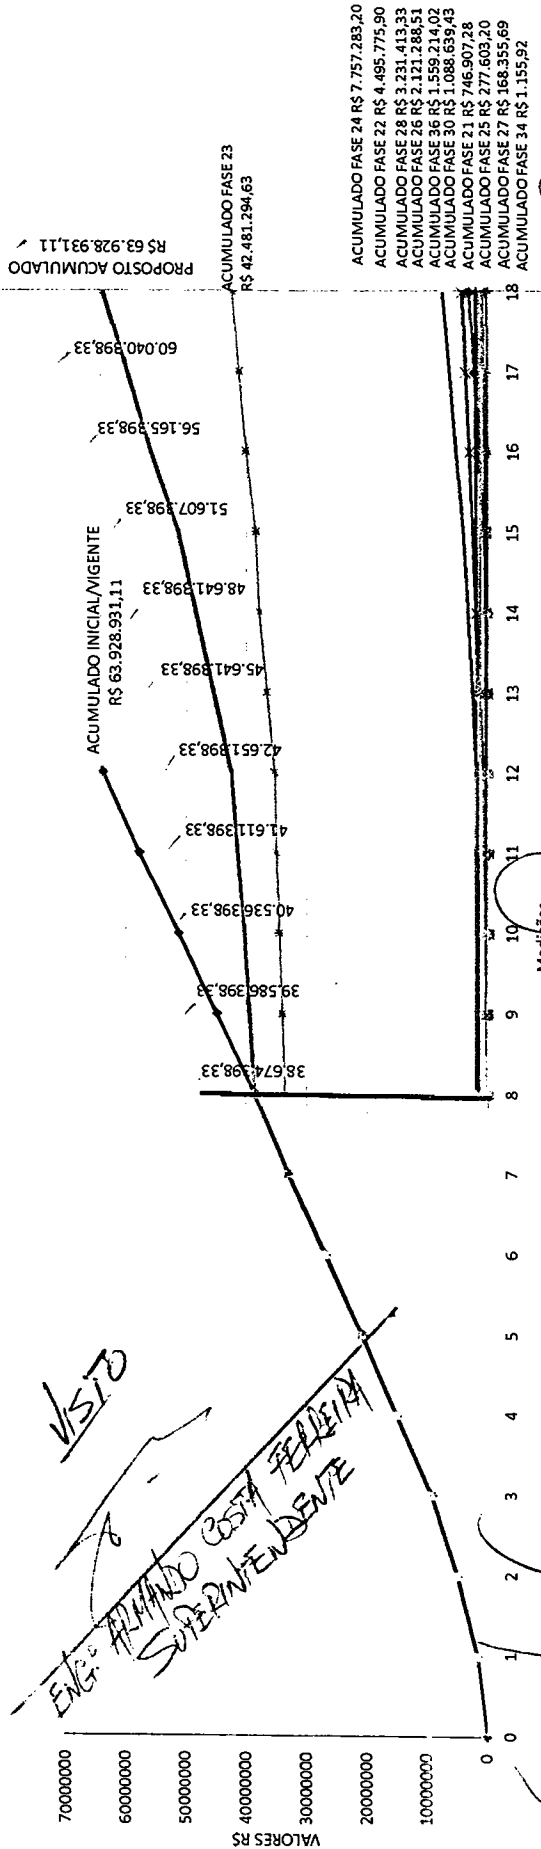 PROPOSTO ACUMULADO
R$ 63.928.931,11
ACUMULADO FASE 23
R$ 42.481.294,63
ACUMULADO FASE 24 R$ 7.757.283,20
ACUMULADO FASE 22 R$ 4.495.775,90
ACUMULADO FASE 28 R$ 3.231.413,33
ACUMULADO FASE 26 R$ 2.121.288,51
ACUMULADO FASE 36 R$ 1.559.214,02
ACUMULADO FASE 30 R$ 1.088.639,43
ACUMULADO FASE 21 R$ 746.907,28
ACUMULADO FASE 25 R$ 277.603,20
ACUMULADO FASE 27 R$ 168.355,69
ACUMULADO FASE 34 R$ 1.155,92
ACUMULADO INICIAL/VIGENTE
R$ 63.928.931,11
38.674.398,33
39.586.398,33
40.536.398,33
41.611.398,33
42.651.398,33
45.641.398,33
48.641.398,33
51.607.398,33
56.165.398,33
60.040.398,33
VISTO
ENGº ARMANDO COSTA FERREIRA
SUPERINTENDENTE
VALORES R$
70000000
60000000
50000000
40000000
30000000
20000000
10000000
0
0 1 2 3 4 5 6 7 8 9 10 11 12 13 14 15 16 17 18